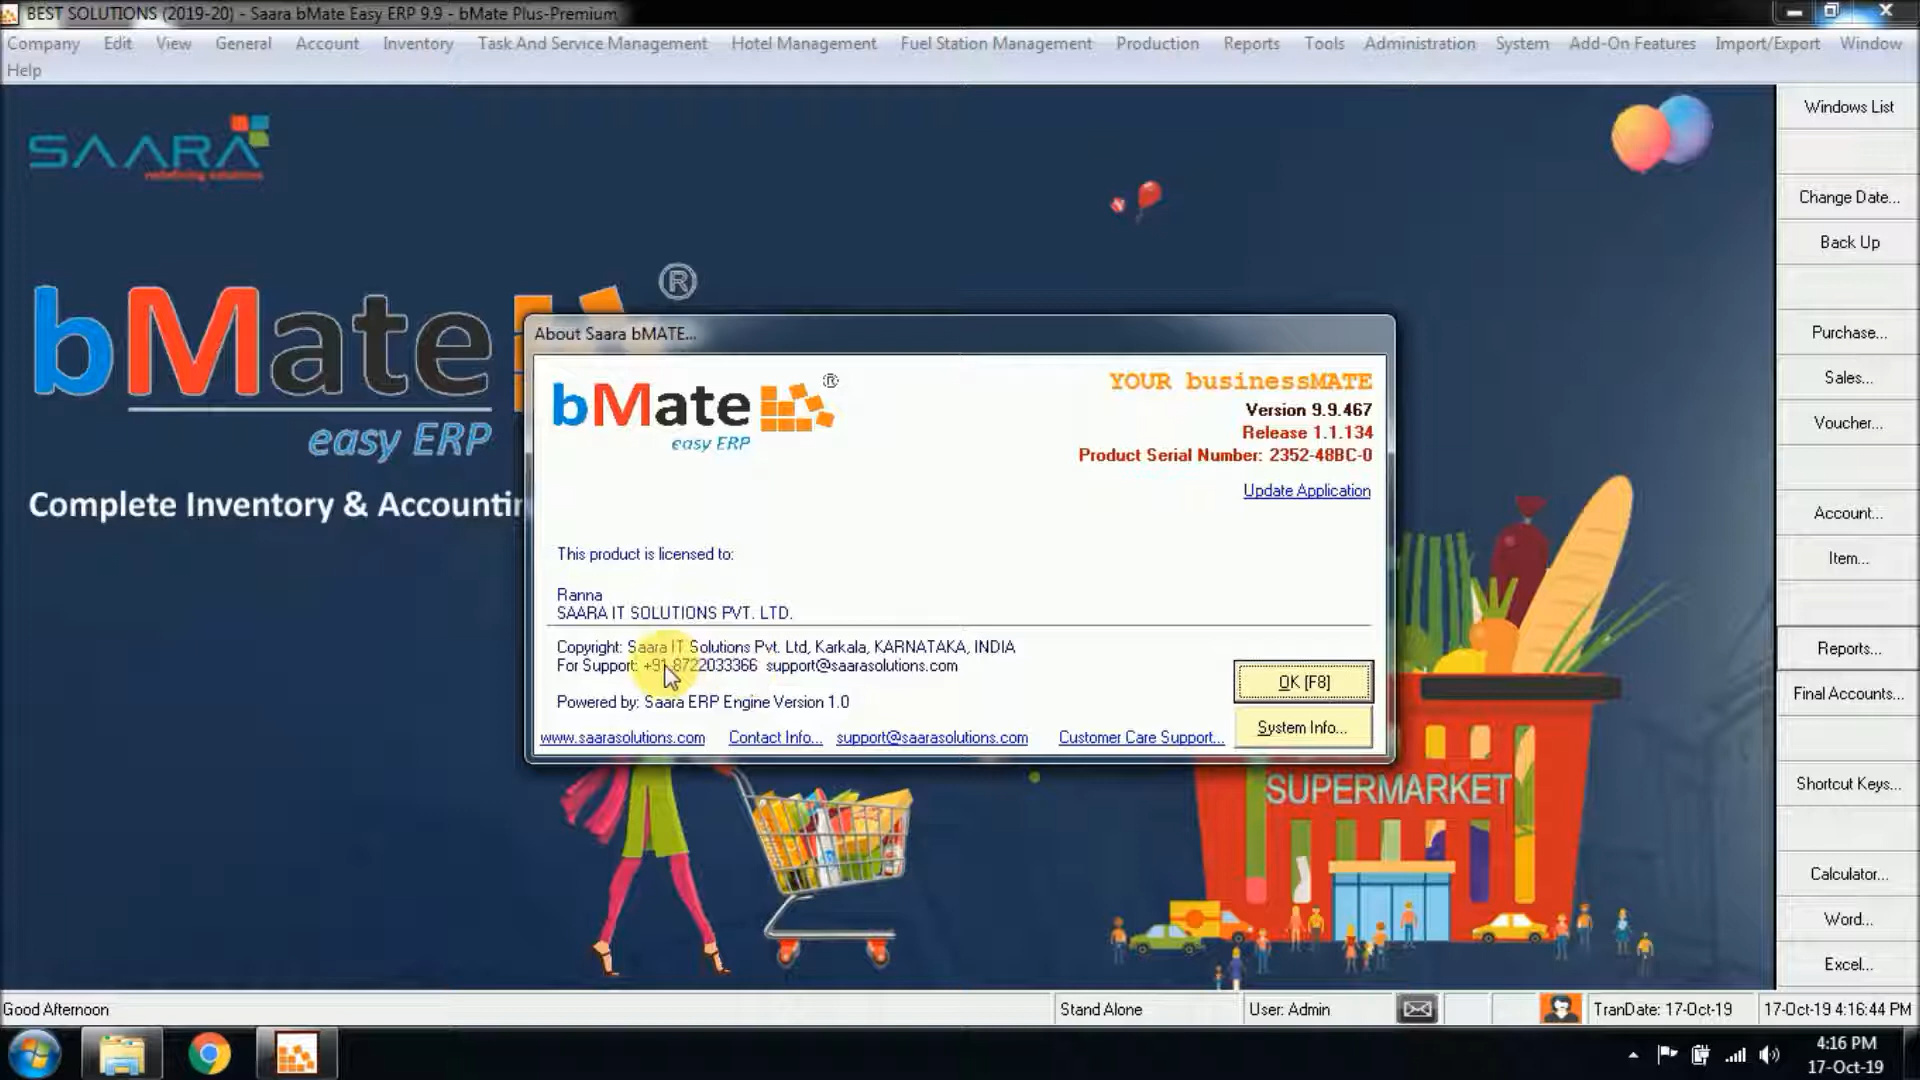 BEST SOLUTIONS (2019-20) - Saara bMate Easy ERP 9.9 - bMate Plus-Premium
Company Edit View General Account Inventory Task And Service Management Hotel Management Fuel Station Management Production Reports Tools Administration System Add-On Features Import/Export Window
Help
SAARA
redefining solutions
bMate ®
easy ERP
Complete Inventory & Accountin
About Saara bMATE...
bMate ®
easy ERP
YOUR businessMATE
Version 9.9.467
Release 1.1.134
Product Serial Number: 2352-48BC-0
Update Application
This product is licensed to:
Ranna
SAARA IT SOLUTIONS PVT. LTD.
Copyright: Saara IT Solutions Pvt. Ltd, Karkala, KARNATAKA, INDIA
For Support: +91 8722033366 support@saarasolutions.com
Powered by: Saara ERP Engine Version 1.0
OK [F8]
System Info...
www.saarasolutions.com Contact Info... support@saarasolutions.com Customer Care Support...
SUPERMARKET
Windows List
Change Date...
Back Up
Purchase...
Sales...
Voucher...
Account...
Item...
Reports...
Final Accounts...
Shortcut Keys...
Calculator...
Word...
Excel...
Good Afternoon Stand Alone User: Admin TranDate: 17-Oct-19 17-Oct-19 4:16:44 PM
4:16 PM
17-Oct-19